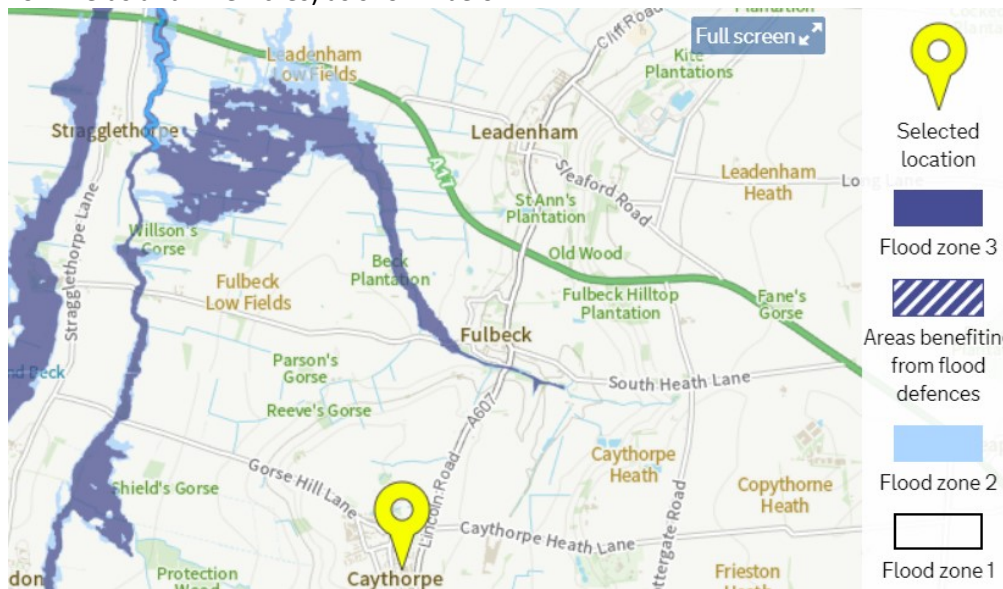 Full screen
Plantation
Cliff Road
Kite
Plantations
Leadenham
Low Fields
Stragglethorpe
Leadenham
A17
Sleaford Road
Leadenham
Heath
Long Lane
St Ann's
Plantation
Willson's
Gorse
Stragglethorpe Lane
Old Wood
Beck
Plantation
Fulbeck
Low Fields
Fulbeck Hilltop
Plantation
Fane's
Gorse
Fulbeck
Parson's
Gorse
South Heath Lane
Reeve's Gorse
A607
Lincoln Road
Gorse Hill Lane
Caythorpe
Heath
Shield's Gorse
Copythorne
Heath
Caythorpe Heath Lane
Protection
Caythorpe
Frieston
Heath
Selected
location
Flood zone 3
Areas benefiting
from flood
defences
Flood zone 2
Flood zone 1